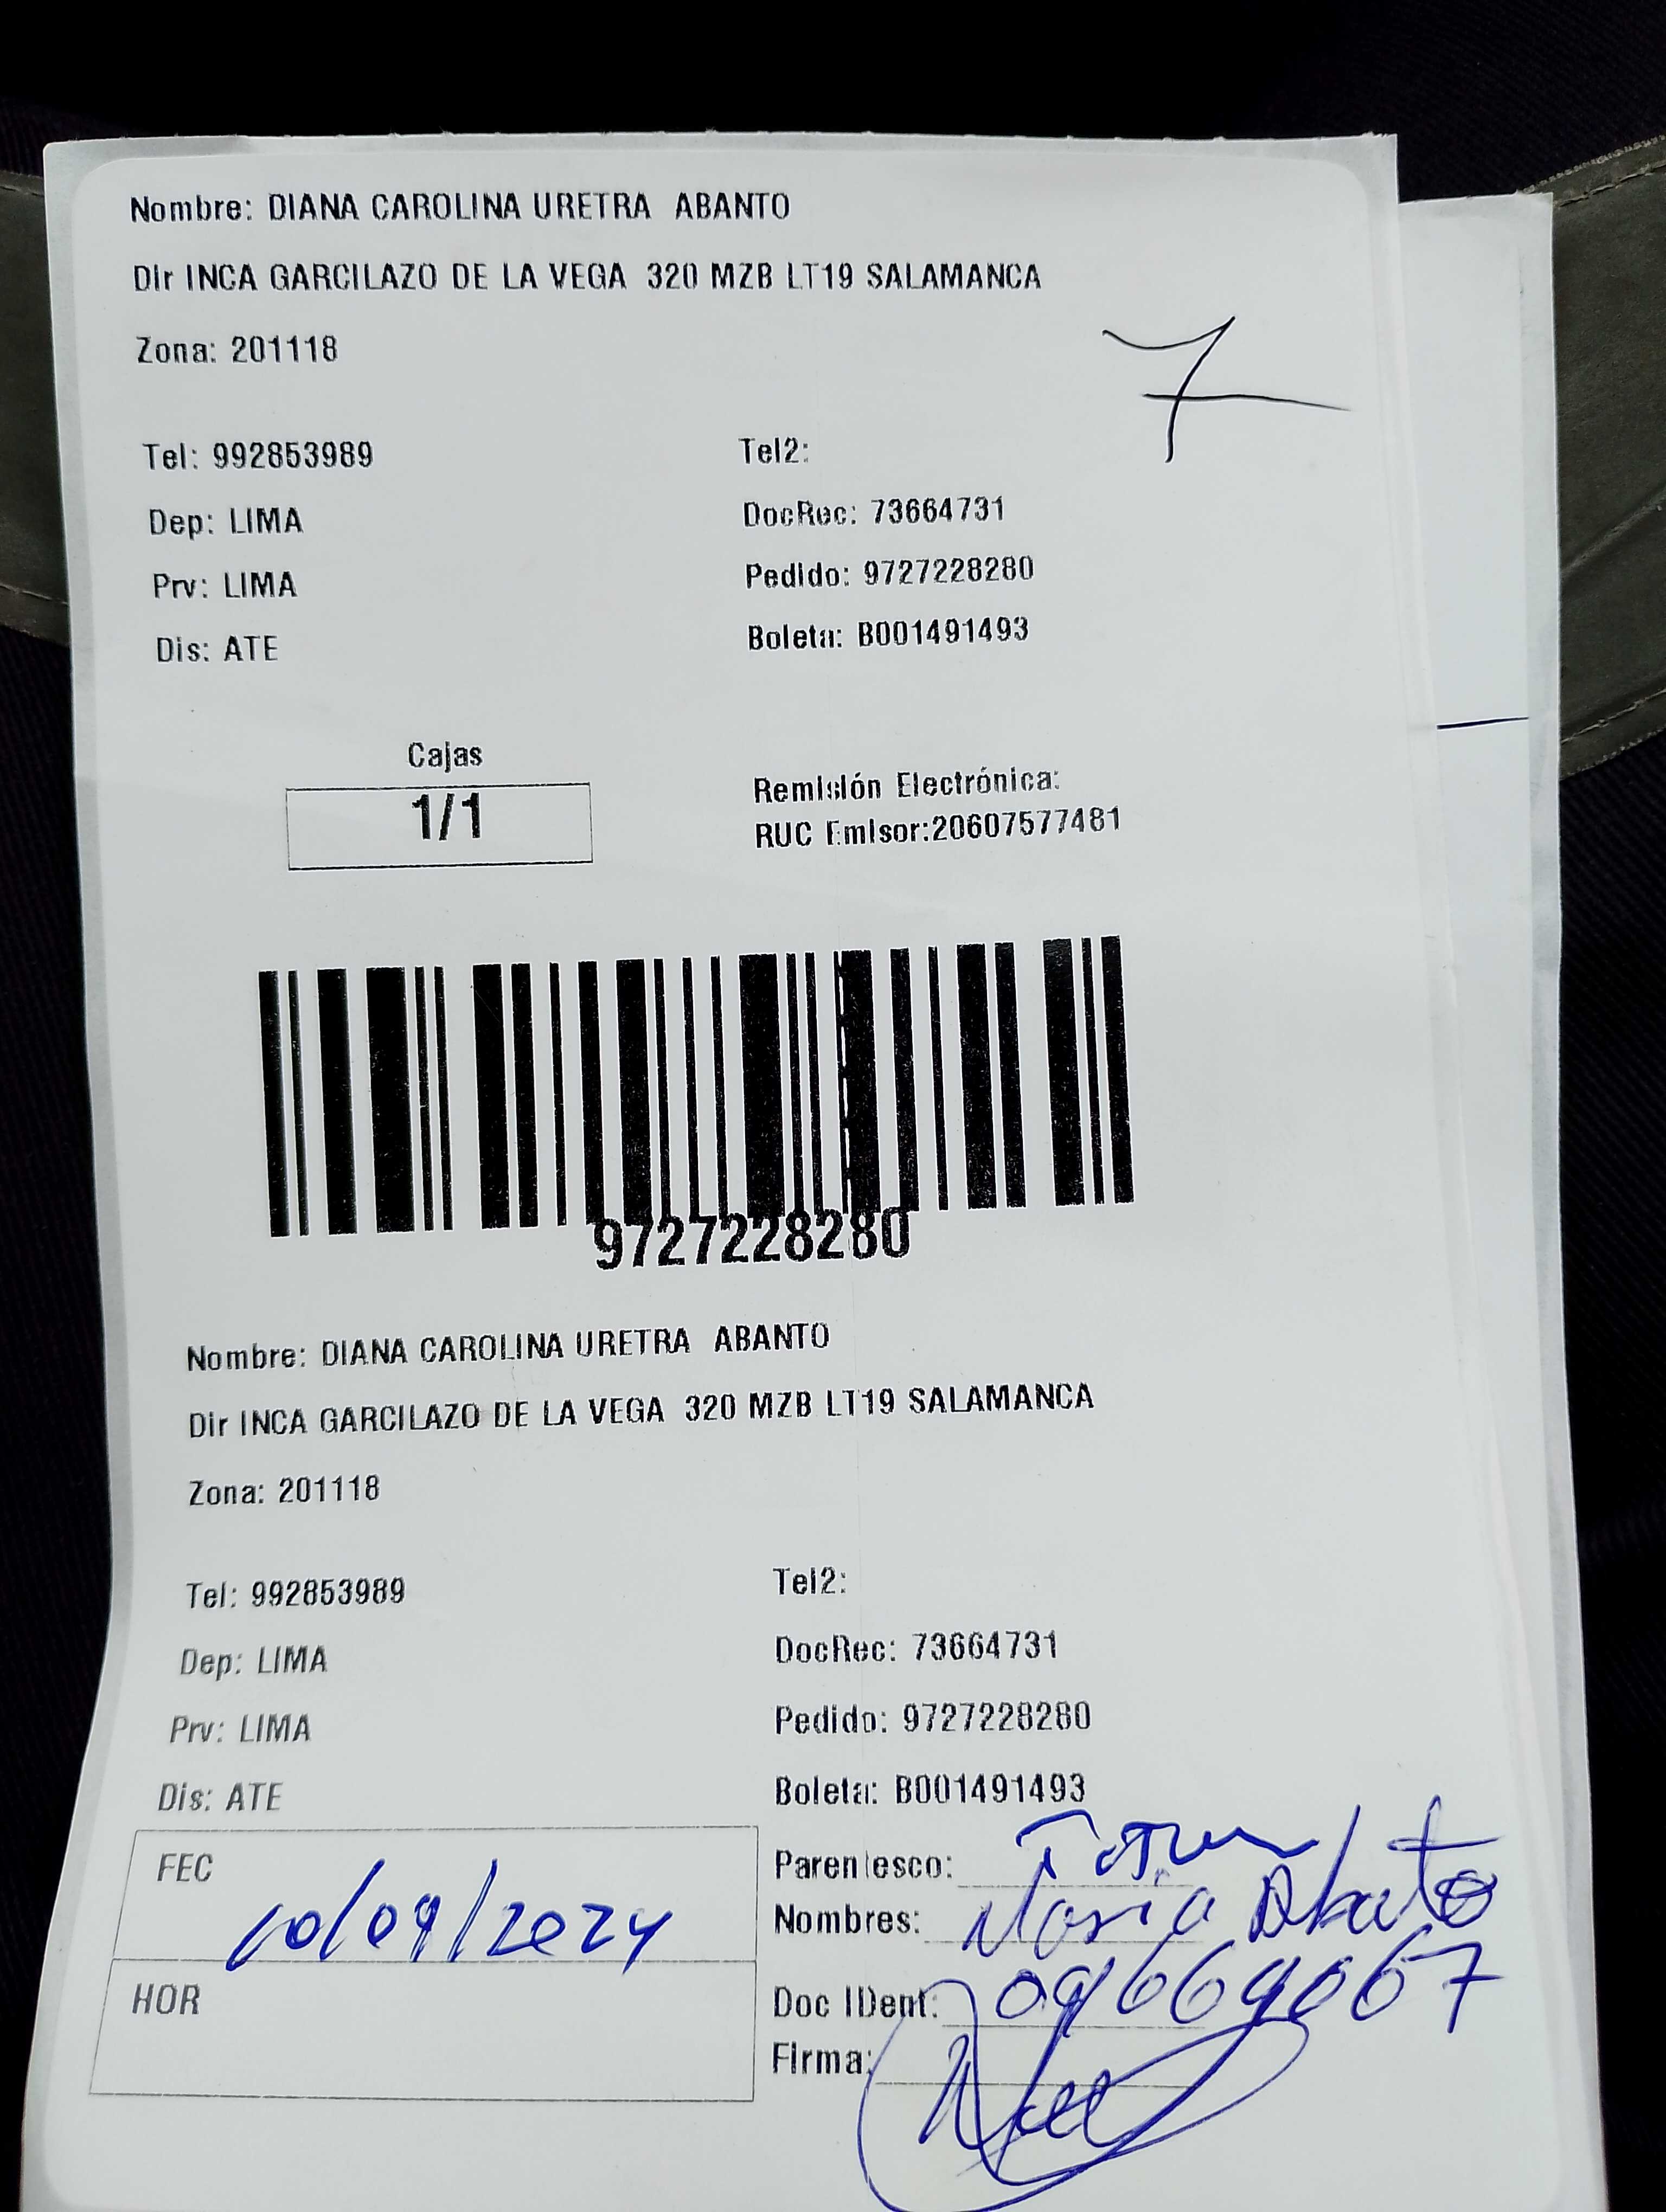 Nombre: DIANA CAROLINA URETRA ABANTO
Dir INCA GARCILAZO DE LA VEGA 320 MZB LT19 SALAMANCA
Zona: 201118
7
Tel: 992853989 Tel2:
Dep: LIMA DocRec: 73664731
Prv: LIMA Pedido: 9727228280
Dis: ATE Boleta: B001491493
Cajas
1/1
Remisión Electrónica:
RUC Emisor:20607577481
9727228280
Nombre: DIANA CAROLINA URETRA ABANTO
Dir INCA GARCILAZO DE LA VEGA 320 MZB LT19 SALAMANCA
Zona: 201118
Tel: 992853989 Tel2:
Dep: LIMA DocRec: 73664731
Prv: LIMA Pedido: 9727228280
Dis: ATE Boleta: B001491493
FEC 10/09/2024 Parentesco:
Nombres: Maria Abanto
HOR Doc IDent: 09669067
Firma: